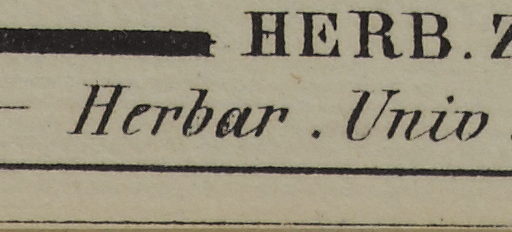 HERB. Z
Herbar. Univ.